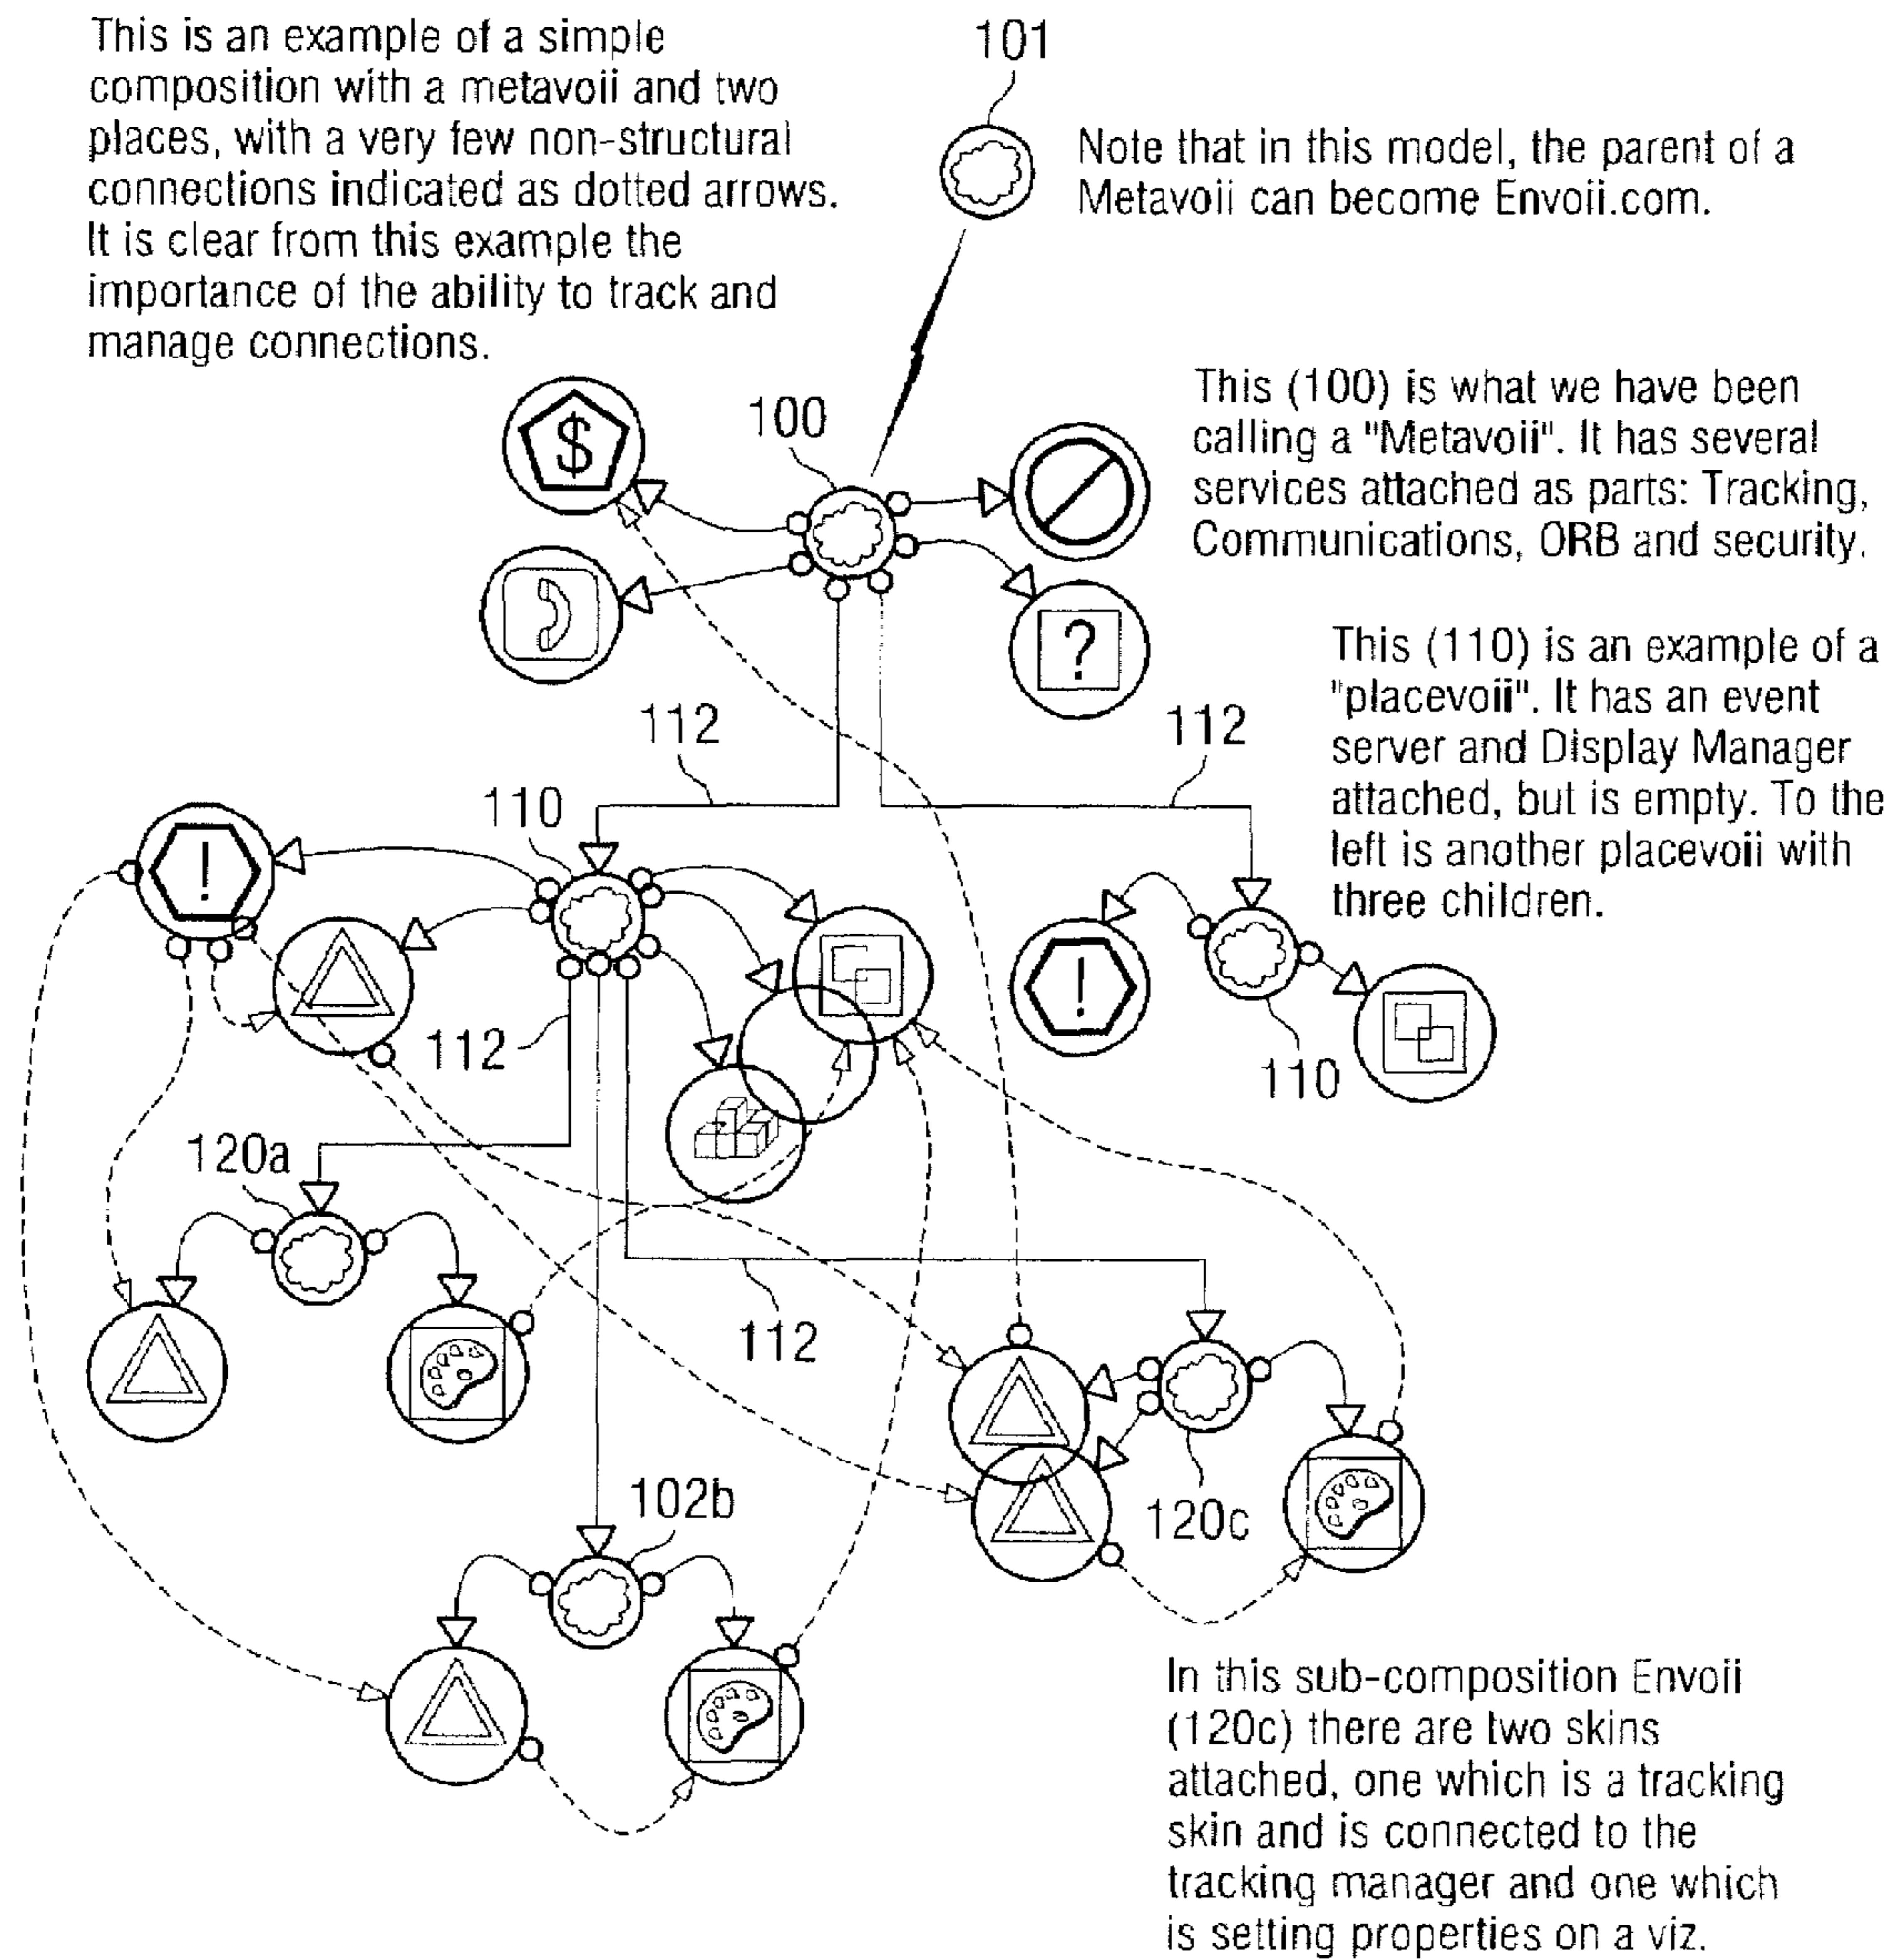 This is an example of a simple
composition with a metavoii and two
places, with a very few non-structural
connections indicated as dotted arrows.
It is clear from this example the
importance of the ability to track and
manage connections.
101
Note that in this model, the parent of a
Metavoii can become Envoii.com.
$
100
This (100) is what we have been
calling a "Metavoii". It has several
services attached as parts: Tracking,
Communications, ORB and security.
?
This (110) is an example of a
"placevoii". It has an event
server and Display Manager
attached, but is empty. To the
left is another placevoii with
three children.
112
112
110
!
!
112
110
120a
112
102b
120c
In this sub-composition Envoii
(120c) there are two skins
attached, one which is a tracking
skin and is connected to the
tracking manager and one which
is setting properties on a viz.